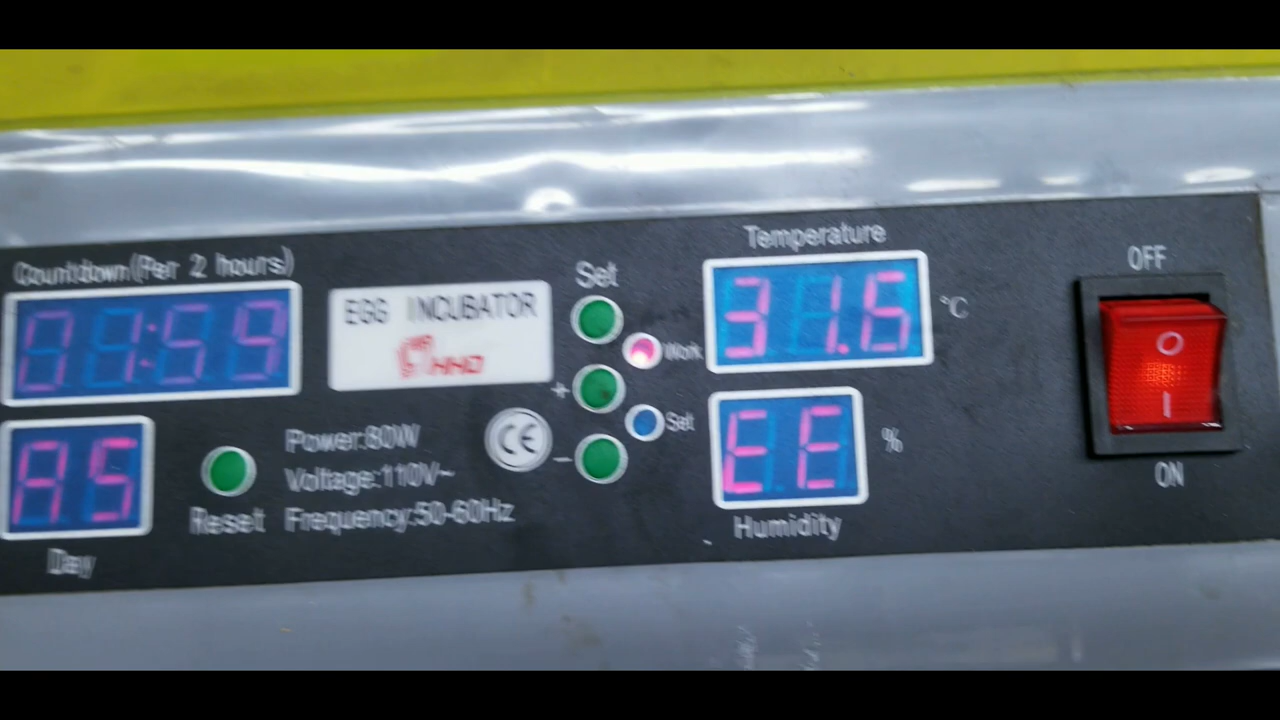 Countdown(Per 2 hours)
01:59
EGG INCUBATOR
HHD
Set
Work
+
Set
-
Temperature
31.6
°C
OFF
O
I
ON
A5
Day
Reset
Power:80W
Voltage:110V~
Frequency:50-60Hz
CE
EE
%
Humidity